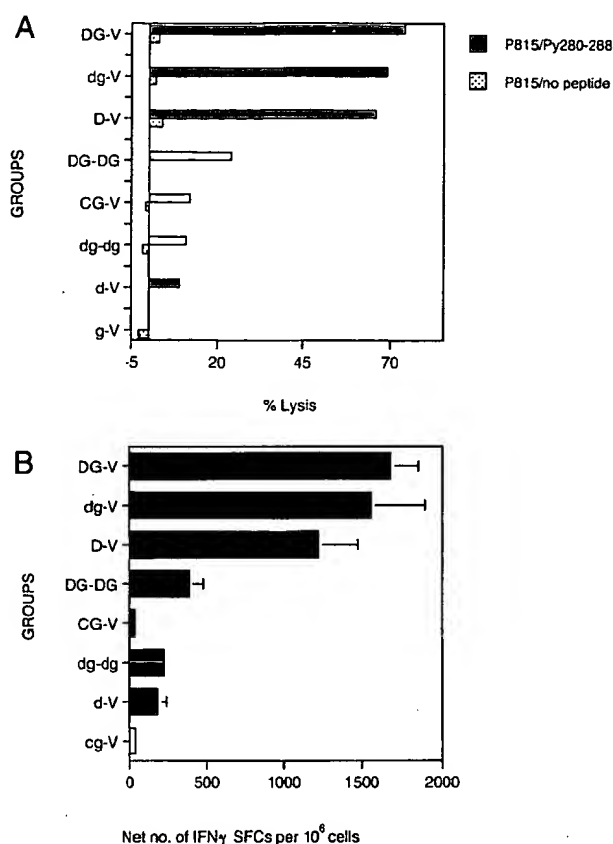 A
GROUPS
DG-V
dg-V
D-V
DG-DG
CG-V
dg-dg
d-V
g-V
-5 20 45 70
% Lysis
P815/Py280-288
P815/no peptide
B
GROUPS
DG-V
dg-V
D-V
DG-DG
CG-V
dg-dg
d-V
cg-V
0 500 1000 1500 2000
Net no. of IFNγ SFCs per 10⁶ cells